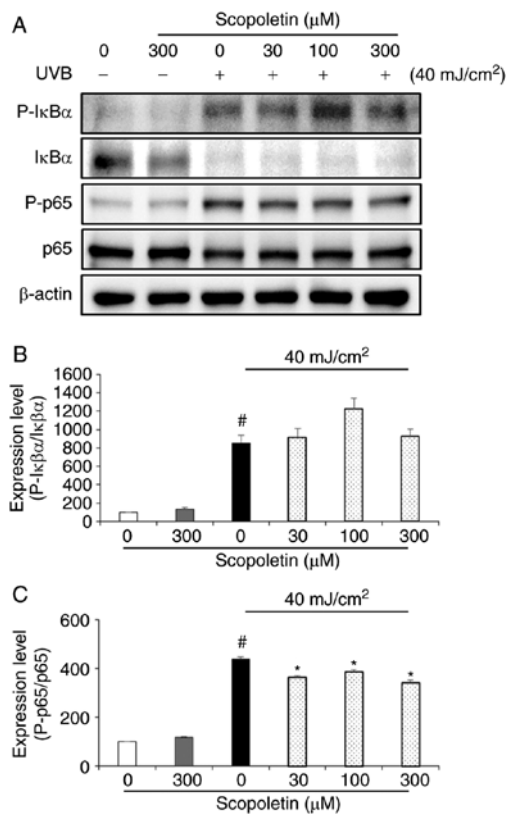 A
Scopoletin (μM)
0 300 0 30 100 300
UVB – – + + + + (40 mJ/cm²)
P-IκBα
IκBα
P-p65
p65
β-actin
B
40 mJ/cm²
Expression level
(P-Iκβα/Iκβα)
1600
1400
1200
1000
800
600
400
200
0
#
0 300 0 30 100 300
Scopoletin (μM)
C
40 mJ/cm²
Expression level
(P-p65/p65)
600
400
200
0
#
* * *
0 300 0 30 100 300
Scopoletin (μM)